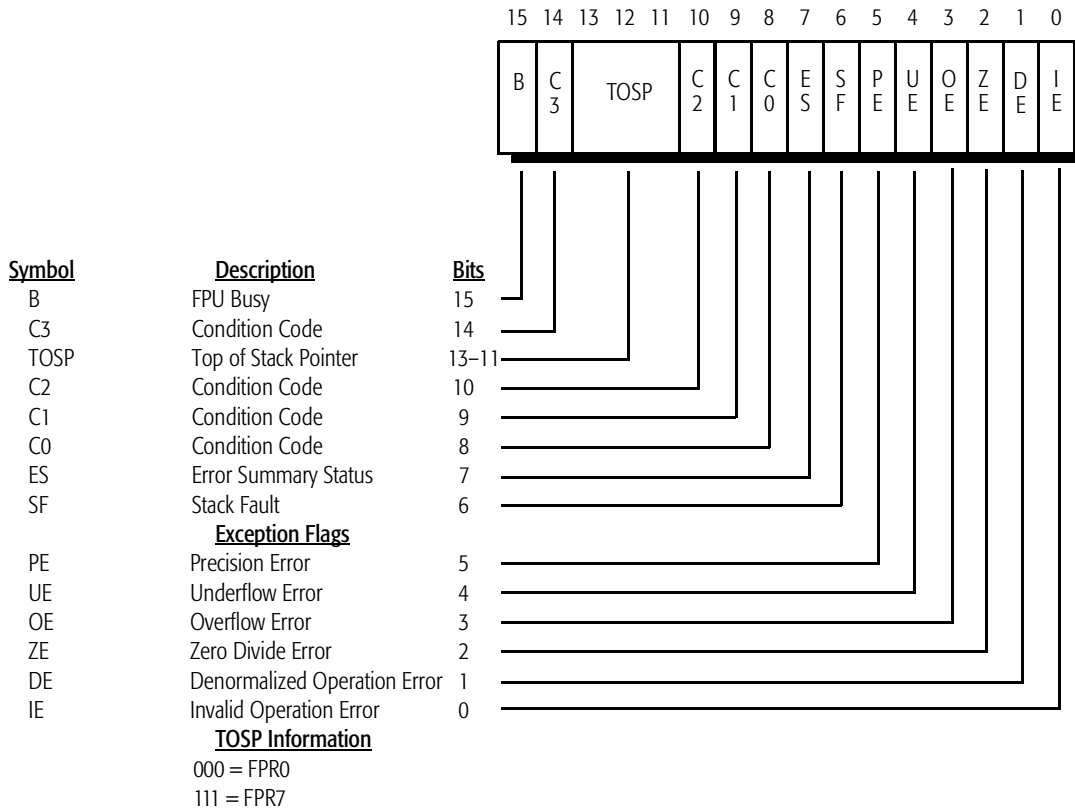 15 14 13 12 11 10 9 8 7 6 5 4 3 2 1 0
B C3 TOSP C2 C1 C0 ES SF PE UE OE ZE DE IE
Symbol Description Bits
B FPU Busy 15
C3 Condition Code 14
TOSP Top of Stack Pointer 13–11
C2 Condition Code 10
C1 Condition Code 9
C0 Condition Code 8
ES Error Summary Status 7
SF Stack Fault 6
Exception Flags
PE Precision Error 5
UE Underflow Error 4
OE Overflow Error 3
ZE Zero Divide Error 2
DE Denormalized Operation Error 1
IE Invalid Operation Error 0
TOSP Information
000 = FPR0
111 = FPR7